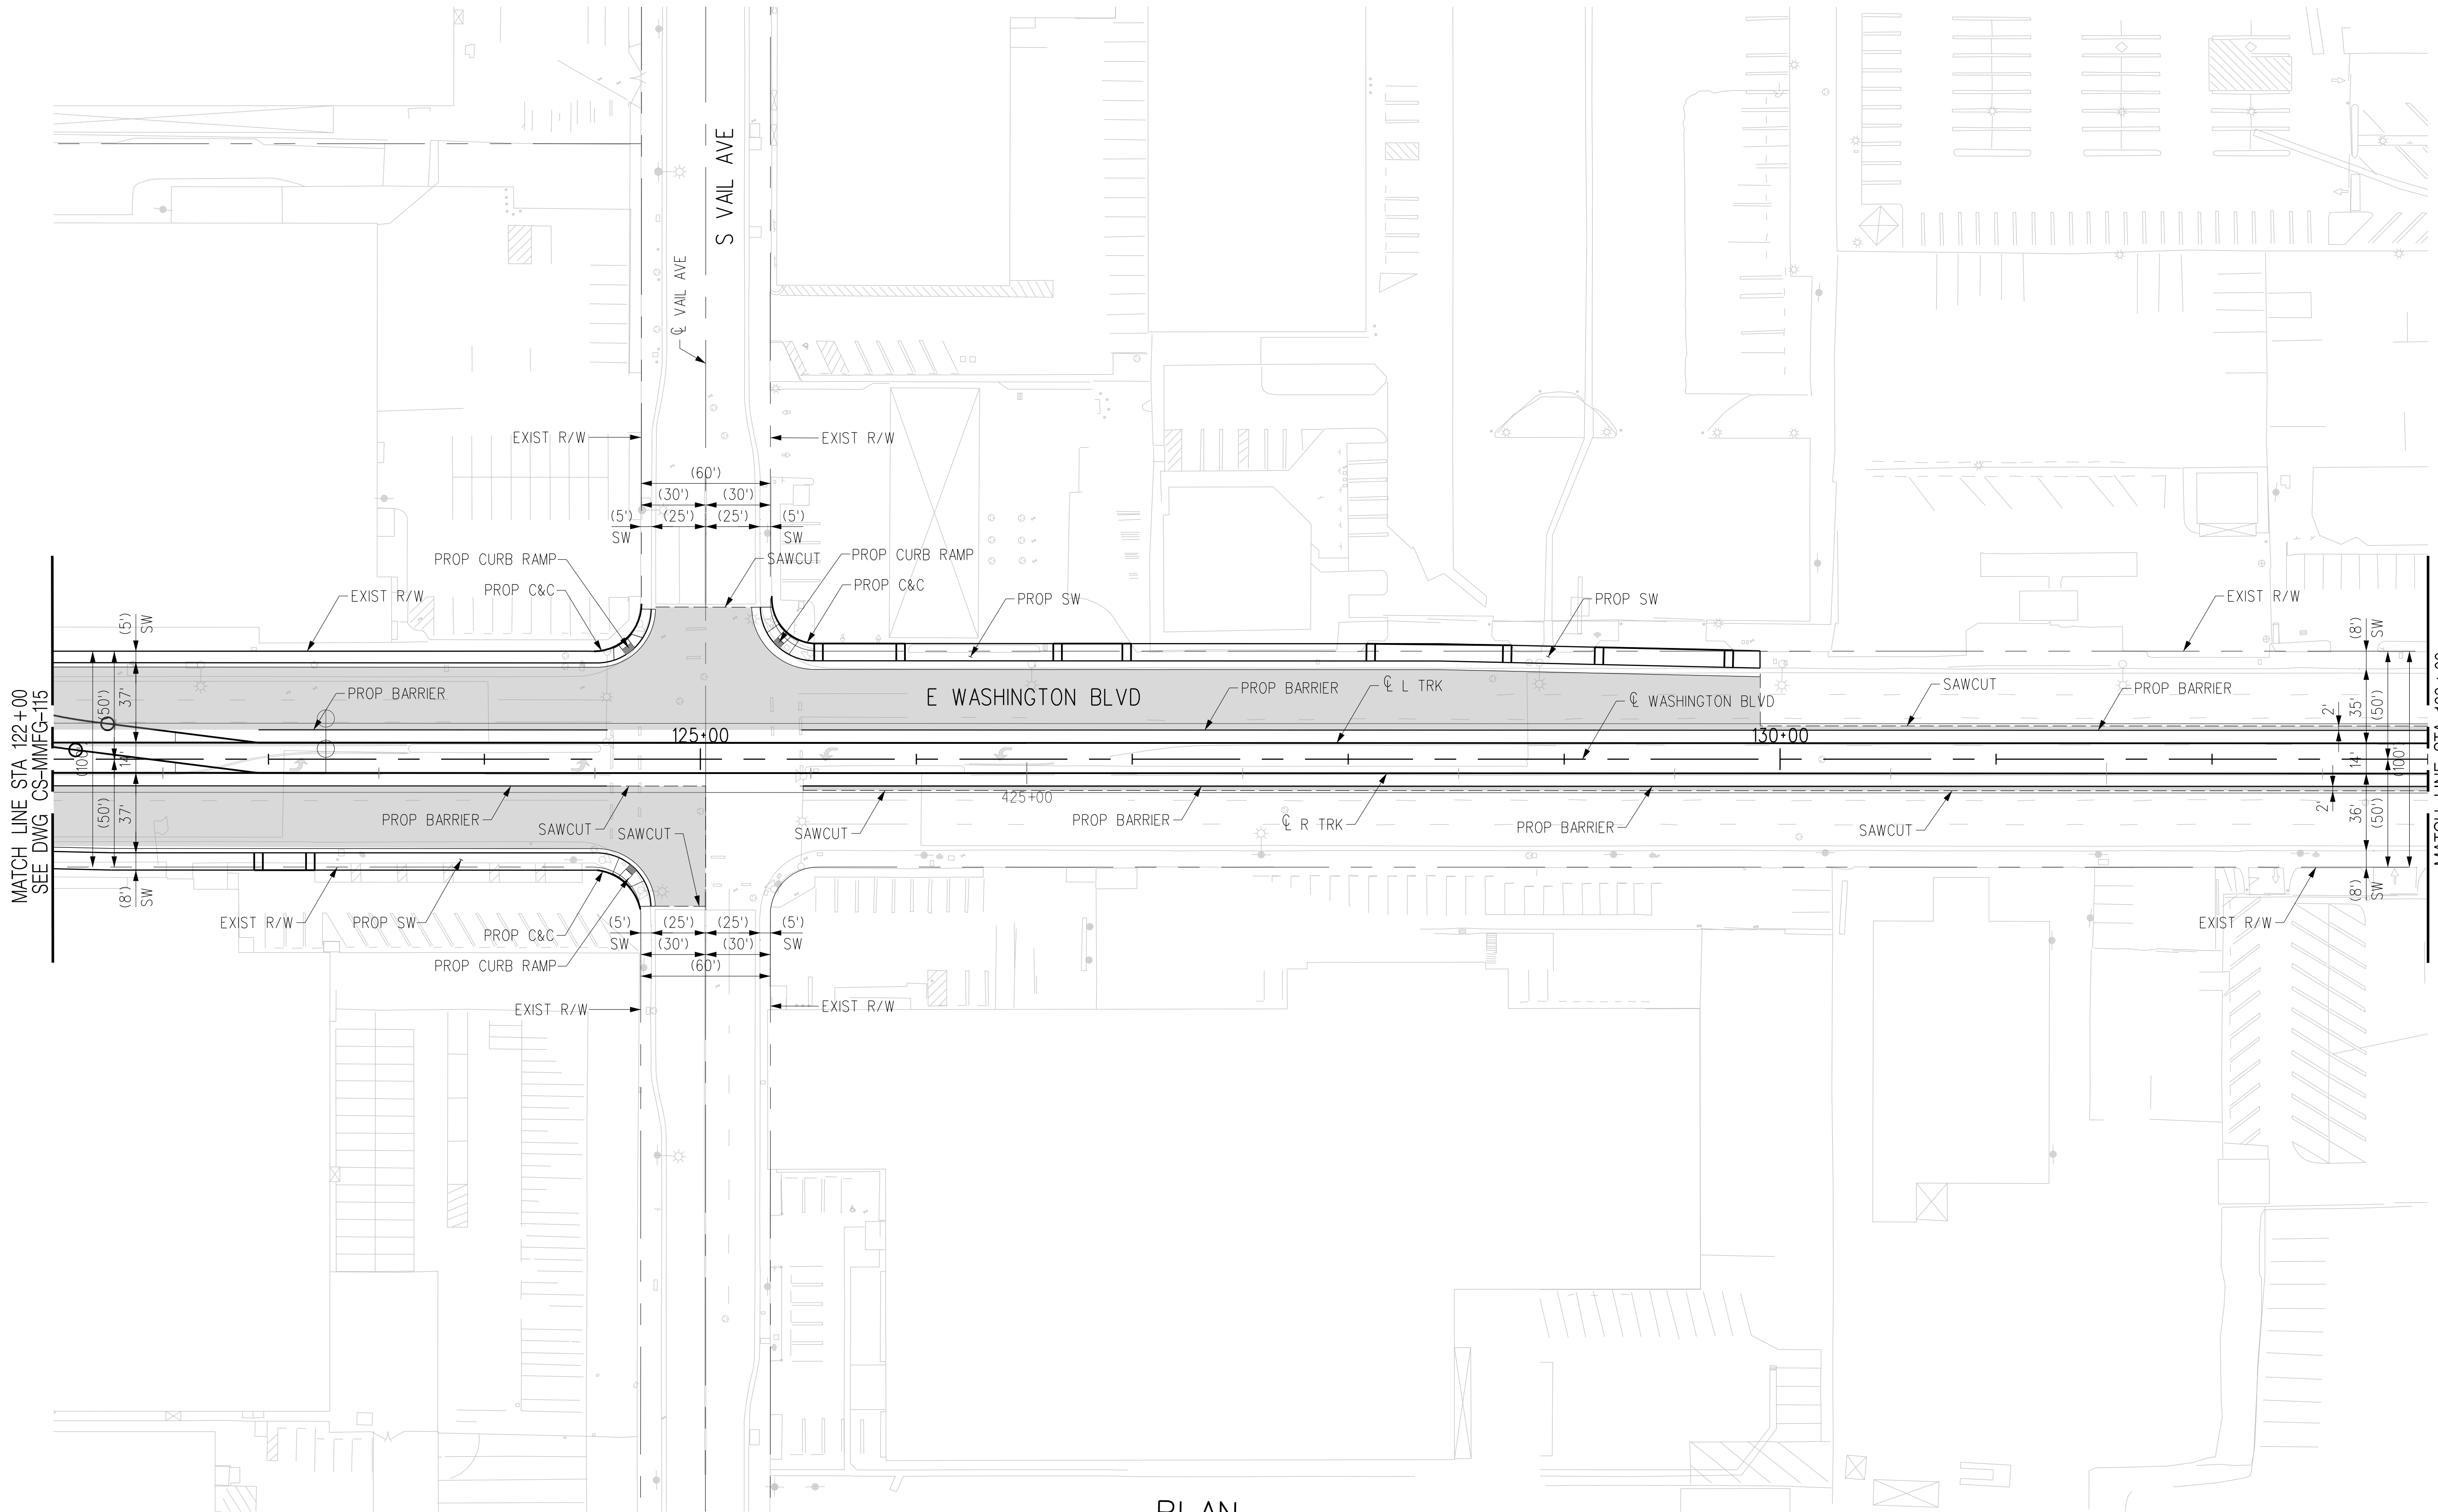 S VAIL AVE
℄ VAIL AVE
EXIST R/W
EXIST R/W
(60')
(30')
(30')
(5')
(25')
(25')
(5')
SW
SW
PROP CURB RAMP
SAWCUT
PROP CURB RAMP
PROP C&C
PROP C&C
EXIST R/W
PROP SW
PROP SW
EXIST R/W
(5')
SW
(8')
SW
MATCH LINE STA 122+00
SEE DWG CS-MMFG-115
(100')
(50')
37'
14'
(50')
37'
(8')
SW
PROP BARRIER
E WASHINGTON BLVD
PROP BARRIER
℄ L TRK
℄ WASHINGTON BLVD
SAWCUT
PROP BARRIER
125+00
130+00
2'
35'
(50')
14'
(100')
2'
36'
(50')
(8')
SW
425+00
PROP BARRIER
SAWCUT
SAWCUT
SAWCUT
PROP BARRIER
℄ R TRK
PROP BARRIER
SAWCUT
EXIST R/W
PROP SW
PROP C&C
PROP CURB RAMP
(5')
(25')
(25')
(5')
SW
(30')
(30')
SW
(60')
EXIST R/W
EXIST R/W
EXIST R/W
PLAN